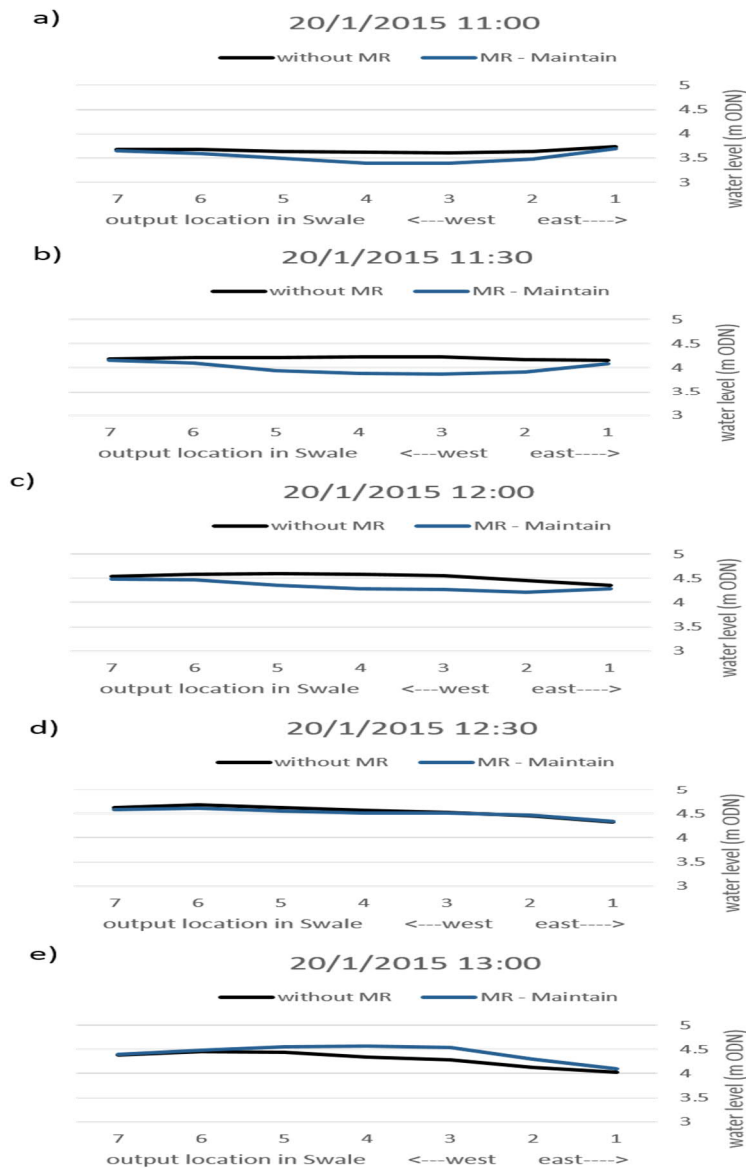 a)
20/1/2015 11:00
without MR MR - Maintain
5
4.5
4
3.5
3
water level (m ODN)
7 6 5 4 3 2 1
output location in Swale <---west east---->
b)
20/1/2015 11:30
without MR MR - Maintain
5
4.5
4
3.5
3
water level (m ODN)
7 6 5 4 3 2 1
output location in Swale <---west east---->
c)
20/1/2015 12:00
without MR MR - Maintain
5
4.5
4
3.5
3
water level (m ODN)
7 6 5 4 3 2 1
output location in Swale <---west east---->
d)
20/1/2015 12:30
without MR MR - Maintain
5
4.5
4
3.5
3
water level (m ODN)
7 6 5 4 3 2 1
output location in Swale <---west east---->
e)
20/1/2015 13:00
without MR MR - Maintain
5
4.5
4
3.5
3
water level (m ODN)
7 6 5 4 3 2 1
output location in Swale <---west east---->